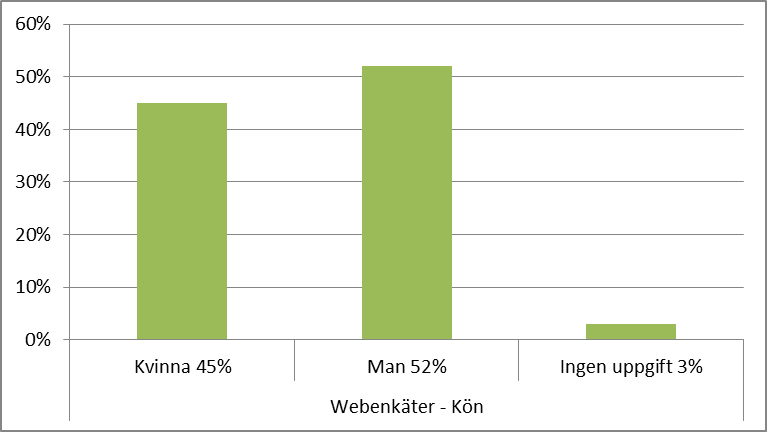 60%
50%
40%
30%
20%
10%
0%
Kvinna 45%
Man 52%
Ingen uppgift 3%
Webenkäter - Kön